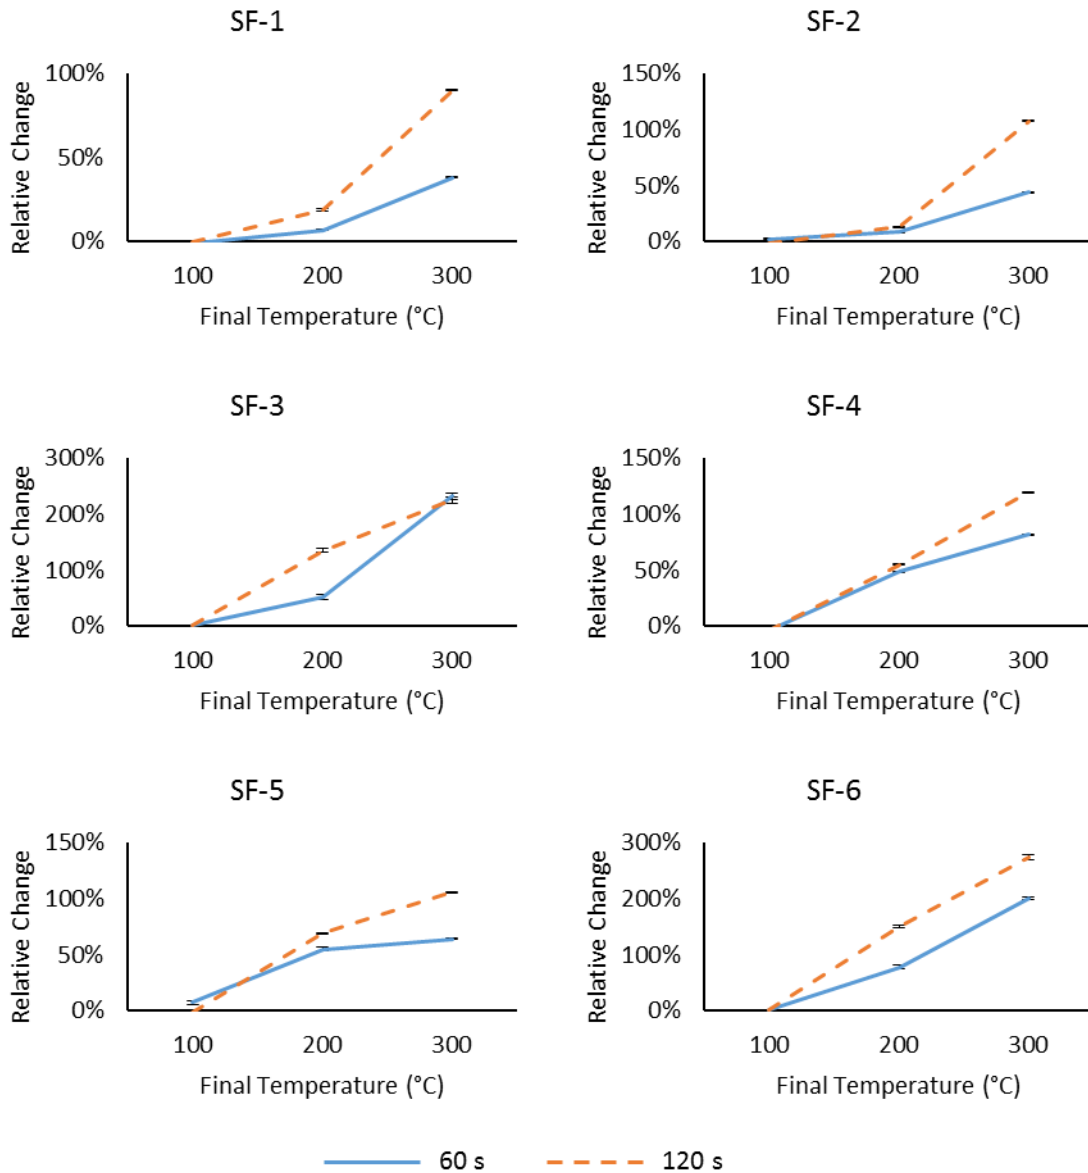 SF-1
100%
50%
0%
Relative Change
100 200 300
Final Temperature (°C)
SF-2
150%
100%
50%
0%
Relative Change
100 200 300
Final Temperature (°C)
SF-3
300%
200%
100%
0%
Relative Change
100 200 300
Final Temperature (°C)
SF-4
150%
100%
50%
0%
Relative Change
100 200 300
Final Temperature (°C)
SF-5
150%
100%
50%
0%
Relative Change
100 200 300
Final Temperature (°C)
SF-6
300%
200%
100%
0%
Relative Change
100 200 300
Final Temperature (°C)
60 s 120 s